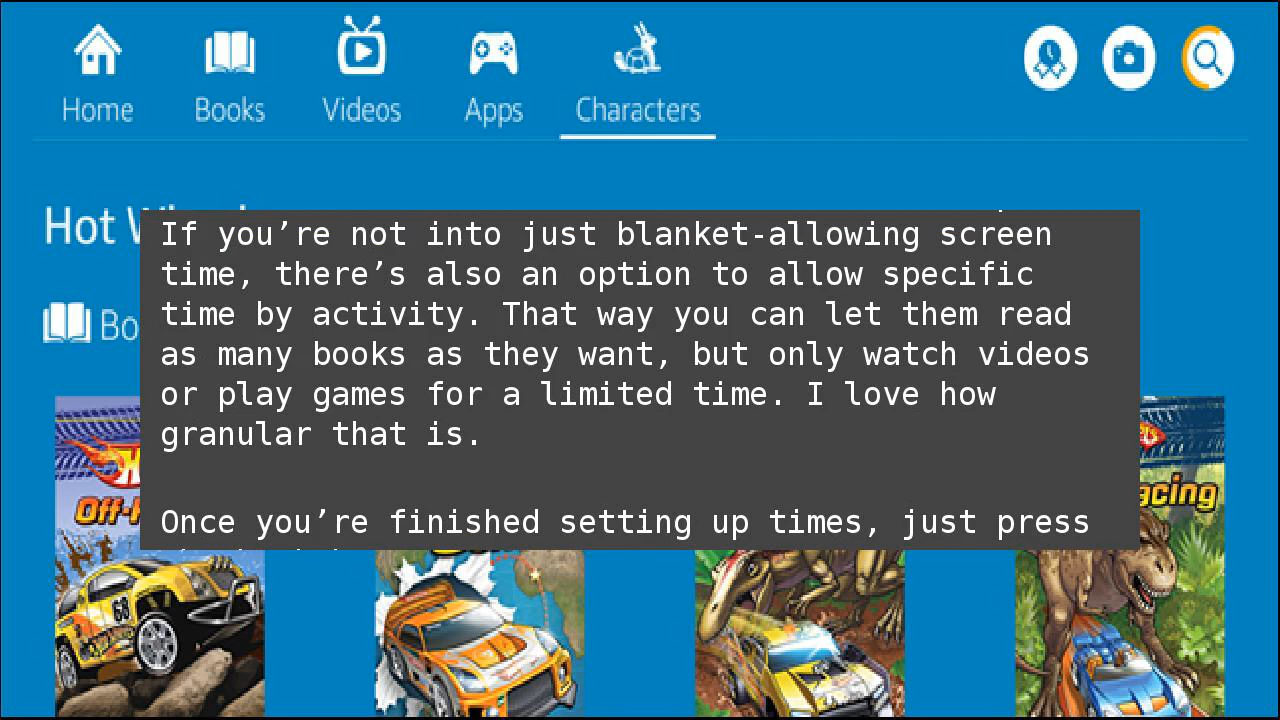 Home Books Videos Apps Characters
Hot
If you’re not into just blanket-allowing screen
time, there’s also an option to allow specific
time by activity. That way you can let them read
as many books as they want, but only watch videos
or play games for a limited time. I love how
granular that is.
Once you’re finished setting up times, just press
68